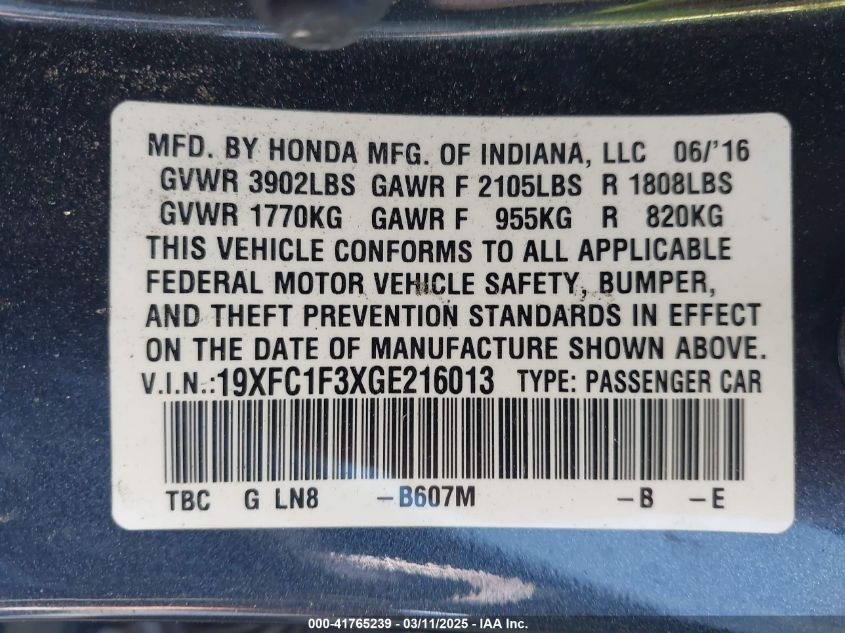 MFD. BY HONDA MFG. OF INDIANA, LLC 06/'16
GVWR 3902LBS GAWR F 2105LBS R 1808LBS
GVWR 1770KG GAWR F 955KG R 820KG
THIS VEHICLE CONFORMS TO ALL APPLICABLE
FEDERAL MOTOR VEHICLE SAFETY, BUMPER,
AND THEFT PREVENTION STANDARDS IN EFFECT
ON THE DATE OF MANUFACTURE SHOWN ABOVE.
V.I.N.:19XFC1F3XGE216013 TYPE: PASSENGER CAR
TBC G LN8 -B607M -B -E
000-41765239 - 03/11/2025 - IAA Inc.